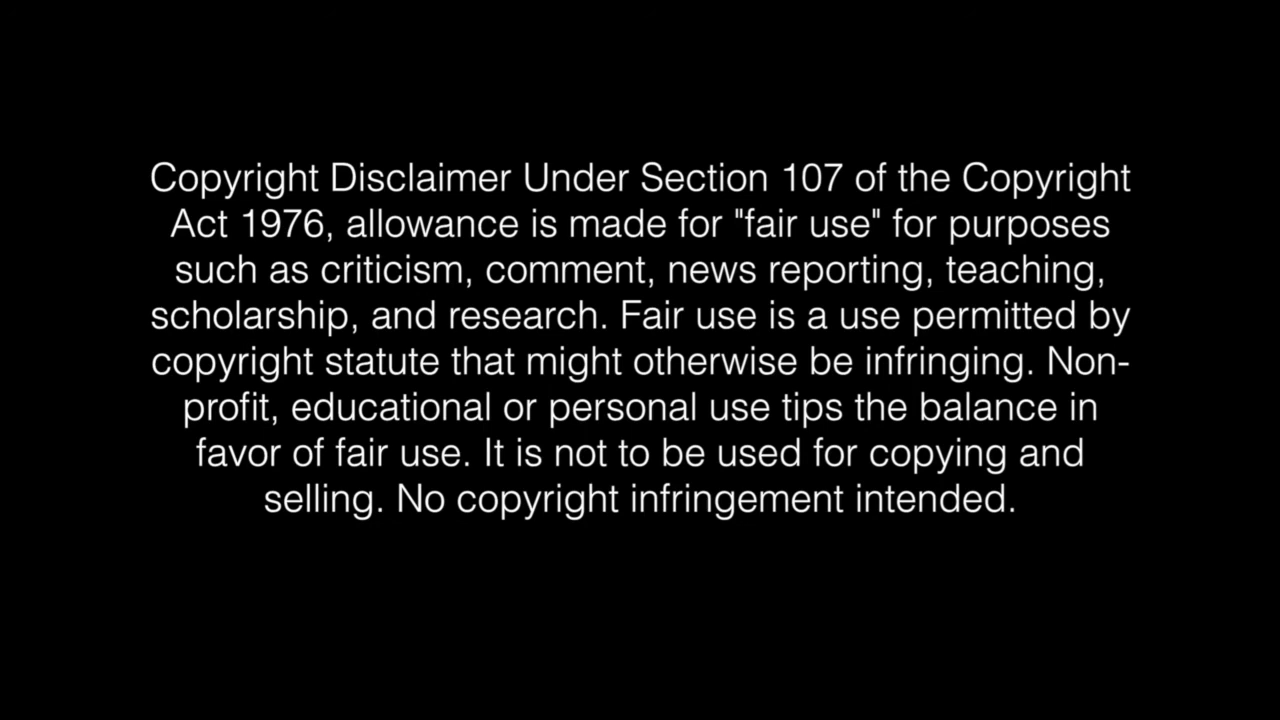 Copyright Disclaimer Under Section 107 of the Copyright
Act 1976, allowance is made for "fair use" for purposes
such as criticism, comment, news reporting, teaching,
scholarship, and research. Fair use is a use permitted by
copyright statute that might otherwise be infringing. Non-
profit, educational or personal use tips the balance in
favor of fair use. It is not to be used for copying and
selling. No copyright infringement intended.